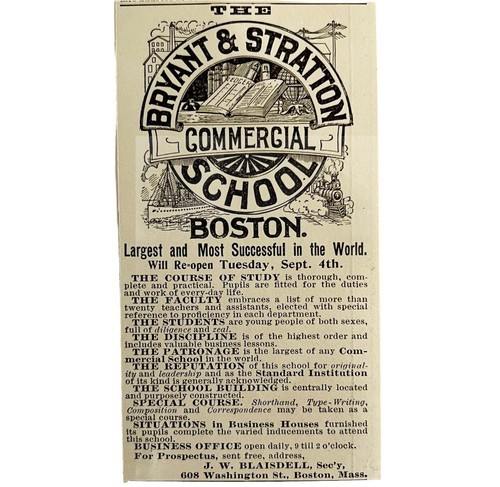 THE
BRYANT & STRATTON
LEDGER
COMMERCIAL
SCHOOL
BOSTON.
Largest and Most Successful in the World.
Will Re-open Tuesday, Sept. 4th.
THE COURSE OF STUDY is thorough, com-
plete and practical. Pupils are fitted for the duties
and work of every-day life.
THE FACULTY embraces a list of more than
twenty teachers and assistants, elected with special
reference to proficiency in each department.
THE STUDENTS are young people of both sexes,
full of diligence and zeal.
THE DISCIPLINE is of the highest order and
includes valuable business lessons.
THE PATRONAGE is the largest of any Com-
mercial School in the world.
THE REPUTATION of this school for original-
ity and leadership and as the Standard Institution
of its kind is generally acknowledged.
THE SCHOOL BUILDING is centrally located
and purposely constructed.
SPECIAL COURSE. Shorthand, Type-Writing,
Composition and Correspondence may be taken as a
special course.
SITUATIONS in Business Houses furnished
its pupils complete the varied inducements to attend
this school.
BUSINESS OFFICE open daily, 9 till 2 o'clock.
For Prospectus, sent free, address,
J. W. BLAISDELL, Sec'y,
608 Washington St., Boston, Mass.